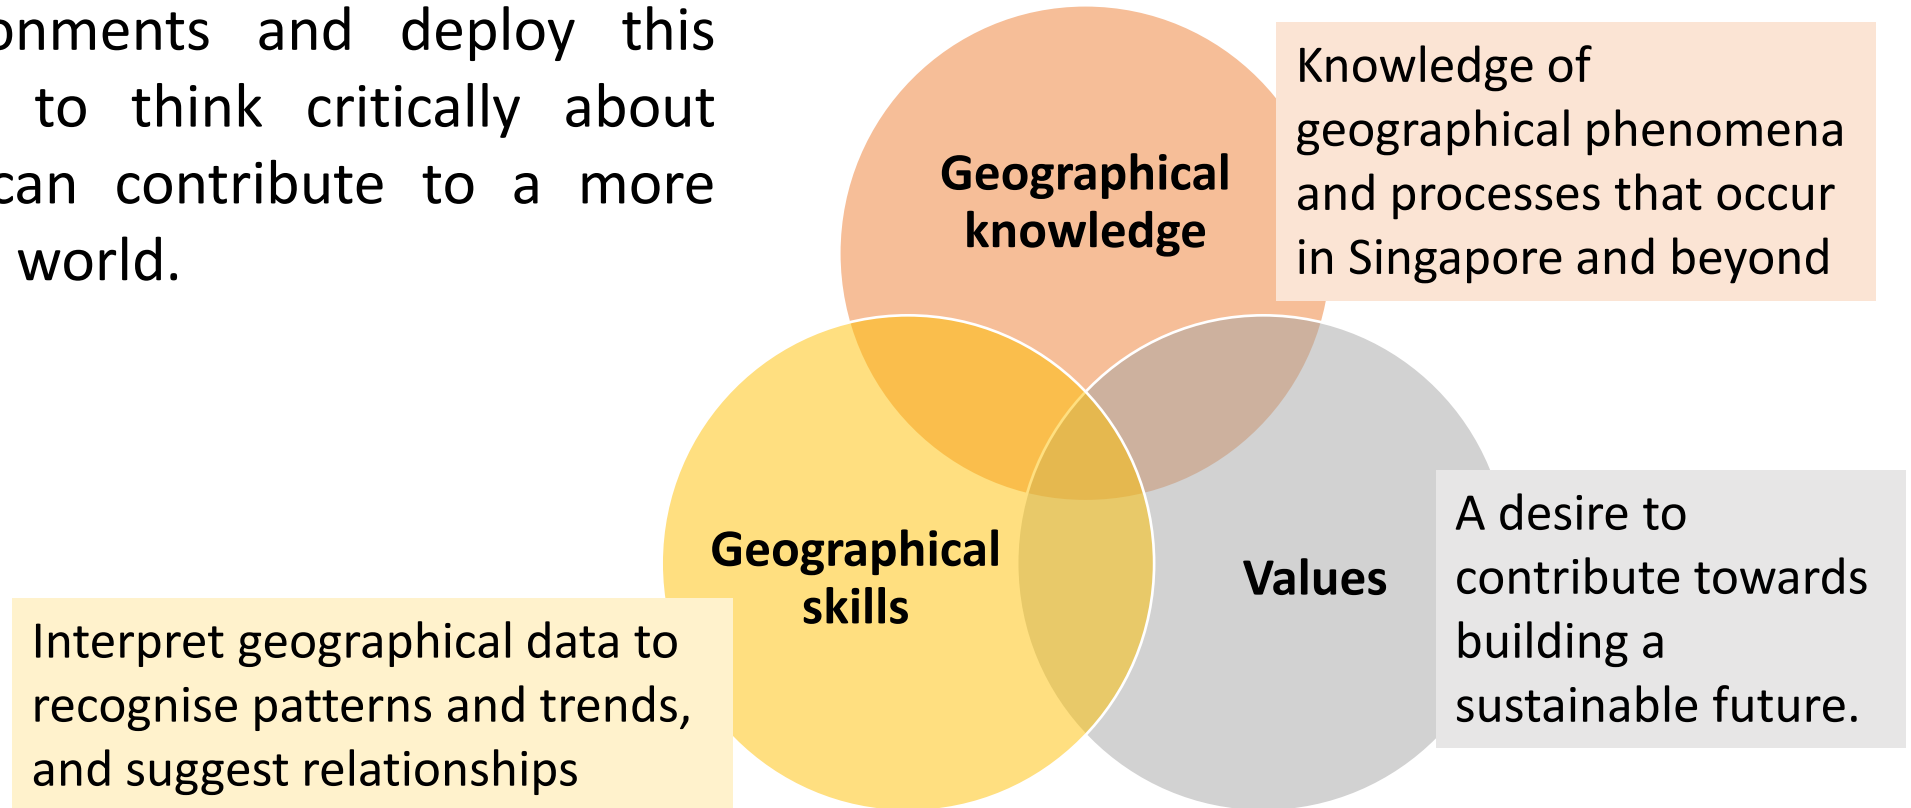 onments and deploy this
to think critically about
can contribute to a more
world.
Geographical
knowledge
Knowledge of
geographical phenomena
and processes that occur
in Singapore and beyond
Geographical
skills
Interpret geographical data to
recognise patterns and trends,
and suggest relationships
Values
A desire to
contribute towards
building a
sustainable future.